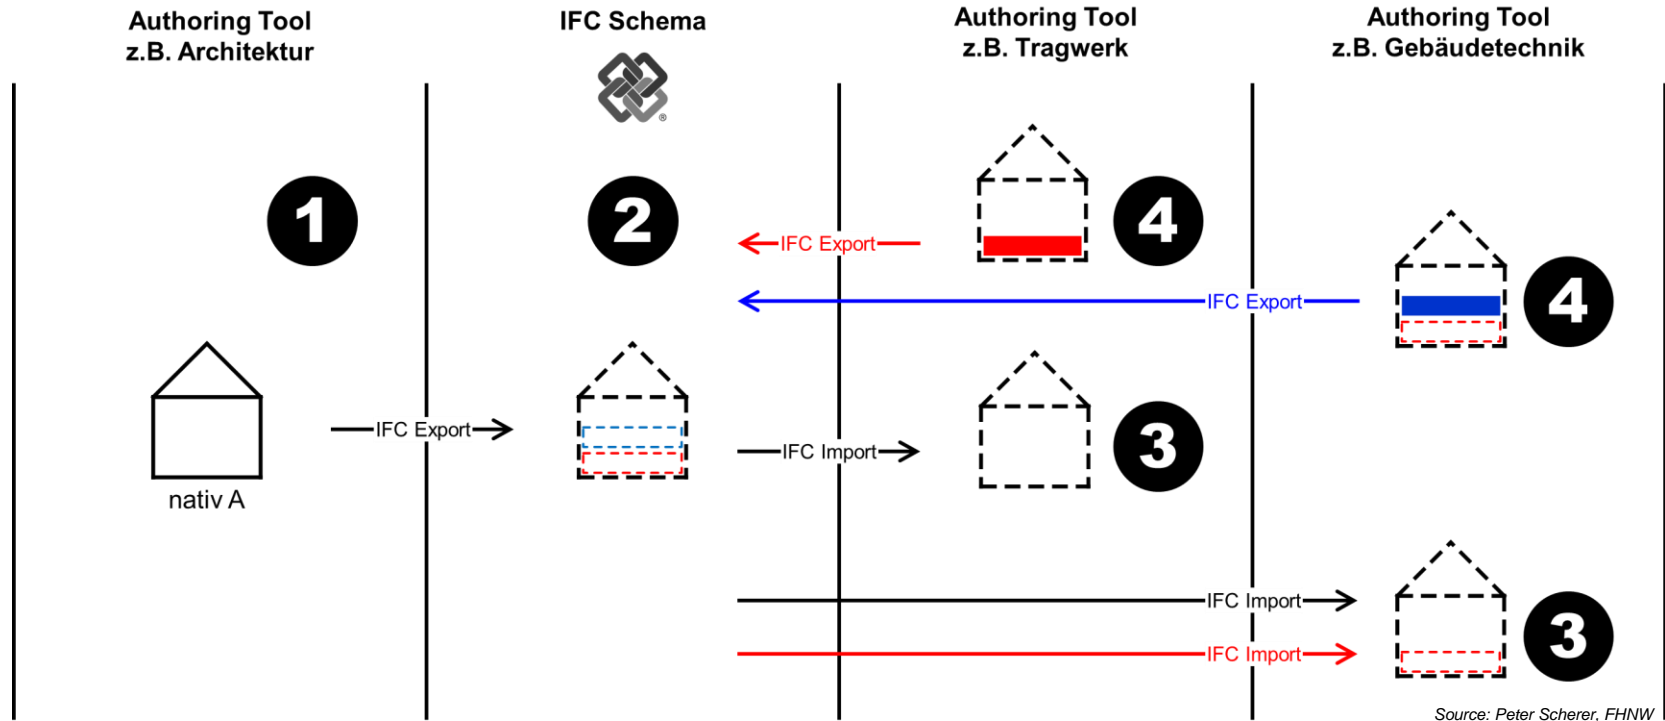 Authoring Tool
z.B. Architektur
IFC Schema
Authoring Tool
z.B. Tragwerk
Authoring Tool
z.B. Gebäudetechnik
®
1
2
4
IFC Export
4
IFC Export
nativ A
IFC Export
IFC Import
3
IFC Import
3
IFC Import
Source: Peter Scherer, FHNW